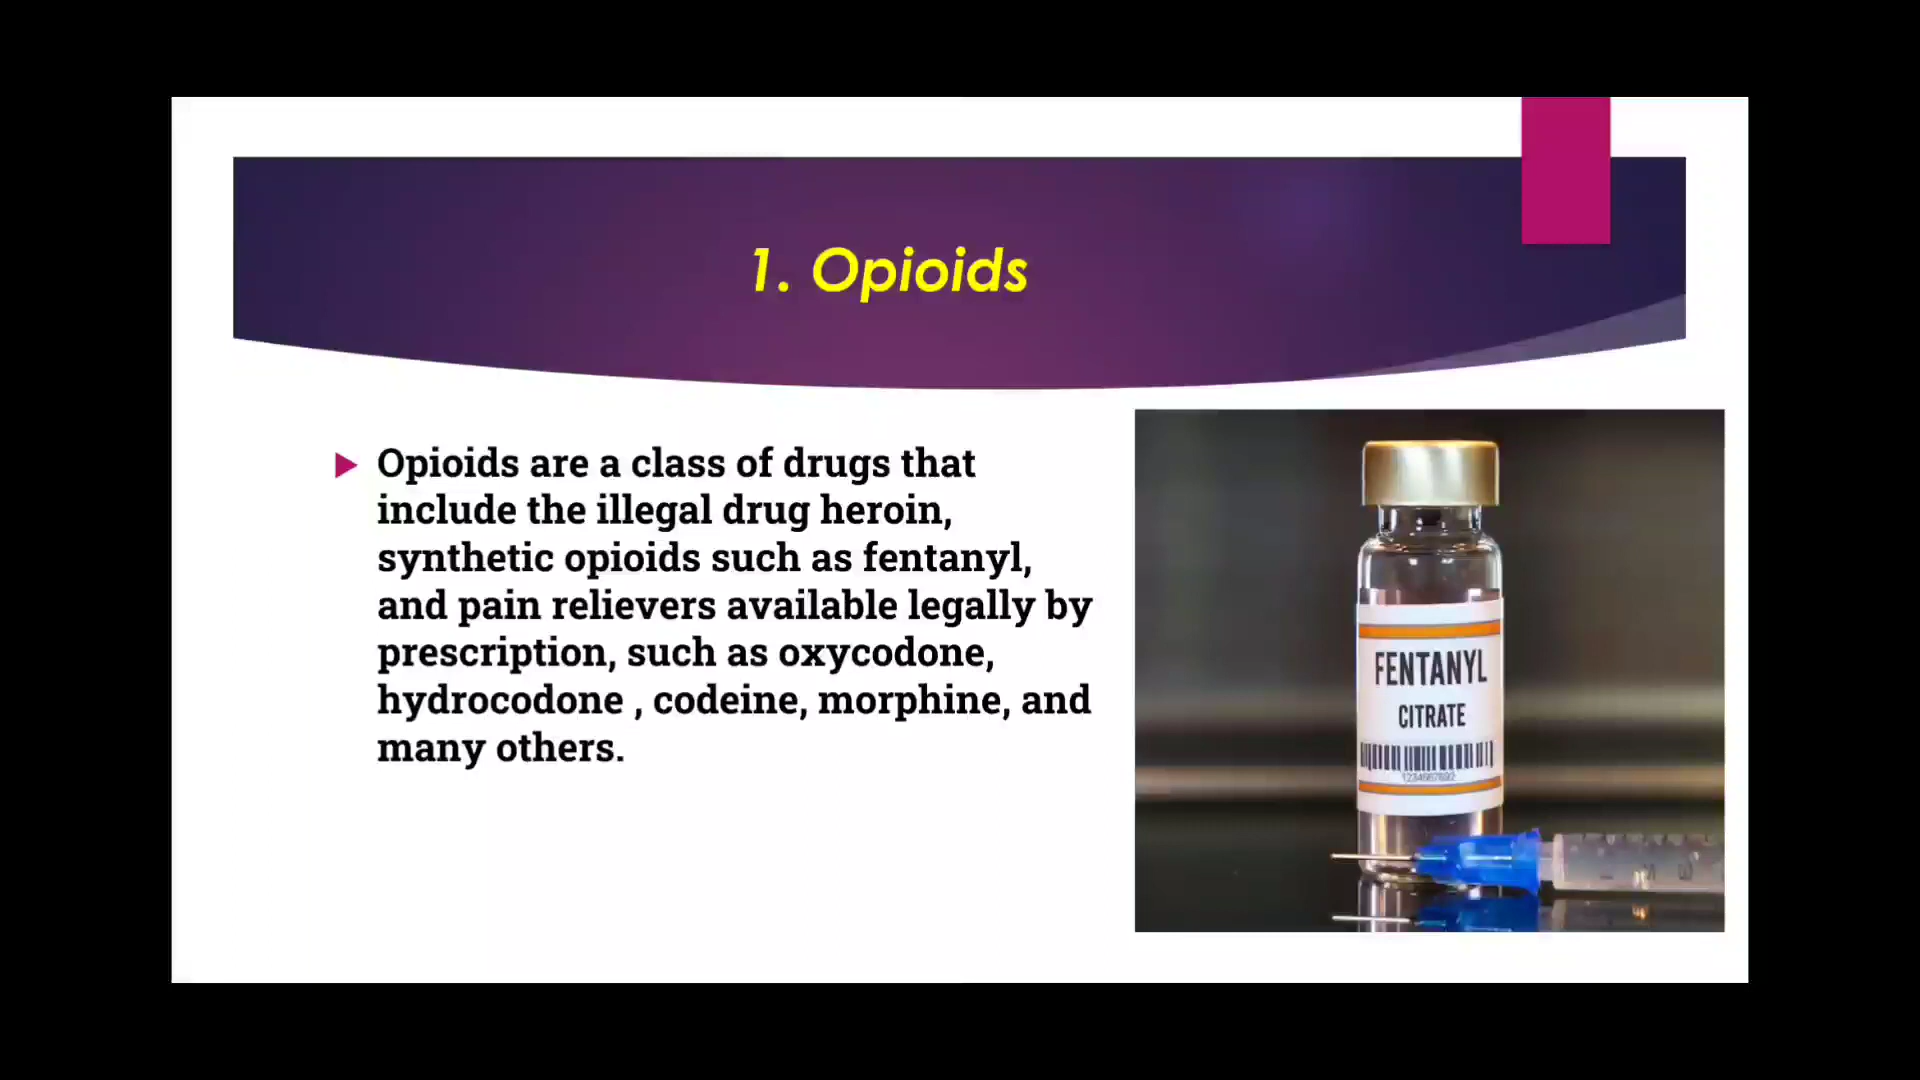 1. Opioids
Opioids are a class of drugs that
include the illegal drug heroin,
synthetic opioids such as fentanyl,
and pain relievers available legally by
prescription, such as oxycodone,
hydrocodone , codeine, morphine, and
many others.
FENTANYL
CITRATE